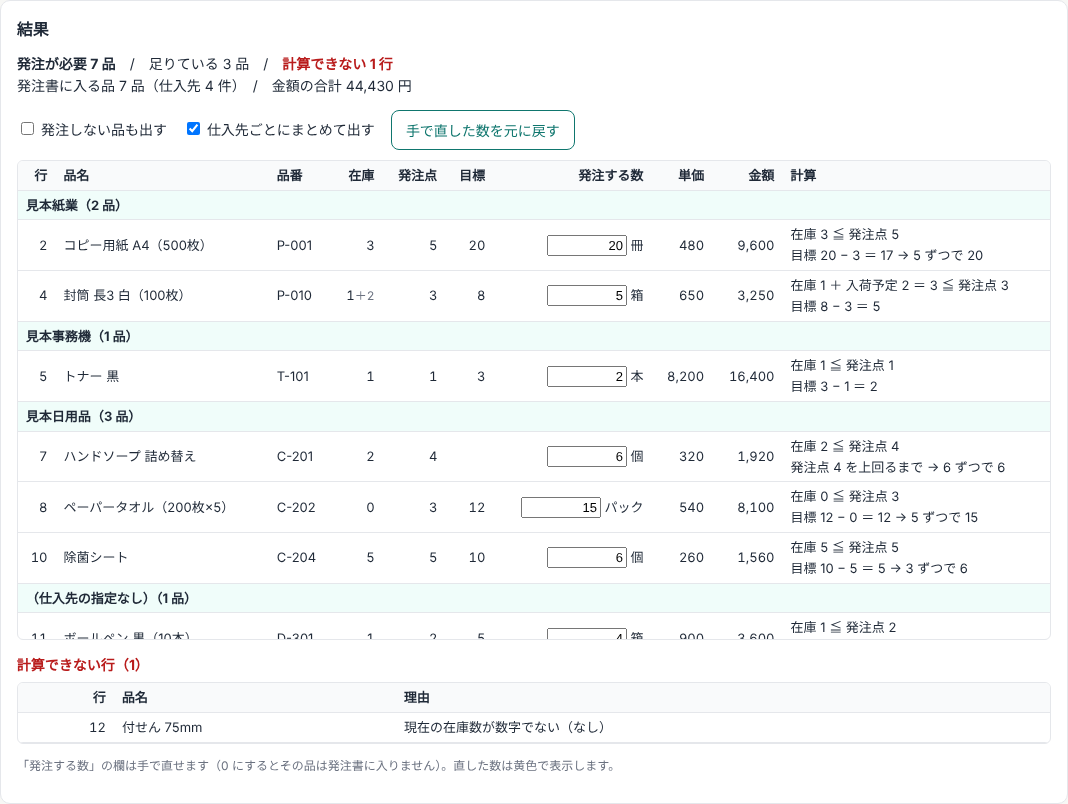 結果
発注が必要 7 品 / 足りている 3 品 / 計算できない 1 行
発注書に入る品 7 品（仕入先 4 件） / 金額の合計 44,430 円
発注しない品も出す 仕入先ごとにまとめて出す 手で直した数を元に戻す
行 品名 品番 在庫 発注点 目標 発注する数 単価 金額 計算
見本紙業（2 品）
2 コピー用紙 A4（500枚） P-001 3 5 20 20 冊 480 9,600 在庫 3 ≦ 発注点 5
目標 20 − 3 ＝ 17 → 5 ずつで 20
4 封筒 長3 白（100枚） P-010 1＋2 3 8 5 箱 650 3,250 在庫 1 ＋ 入荷予定 2 ＝ 3 ≦ 発注点 3
目標 8 − 3 ＝ 5
見本事務機（1 品）
5 トナー 黒 T-101 1 1 3 2 本 8,200 16,400 在庫 1 ≦ 発注点 1
目標 3 − 1 ＝ 2
見本日用品（3 品）
7 ハンドソープ 詰め替え C-201 2 4 6 個 320 1,920 在庫 2 ≦ 発注点 4
発注点 4 を上回るまで → 6 ずつで 6
8 ペーパータオル（200枚×5） C-202 0 3 12 15 パック 540 8,100 在庫 0 ≦ 発注点 3
目標 12 − 0 ＝ 12 → 5 ずつで 15
10 除菌シート C-204 5 5 10 6 個 260 1,560 在庫 5 ≦ 発注点 5
目標 10 − 5 ＝ 5 → 3 ずつで 6
（仕入先の指定なし）（1 品）
11 ボールペン 黒（10本） D-301 1 2 5 4 箱 900 3,600 在庫 1 ≦ 発注点 2
計算できない行（1）
行 品名 理由
12 付せん 75mm 現在の在庫数が数字でない（なし）
「発注する数」の欄は手で直せます（0 にするとその品は発注書に入りません）。直した数は黄色で表示します。